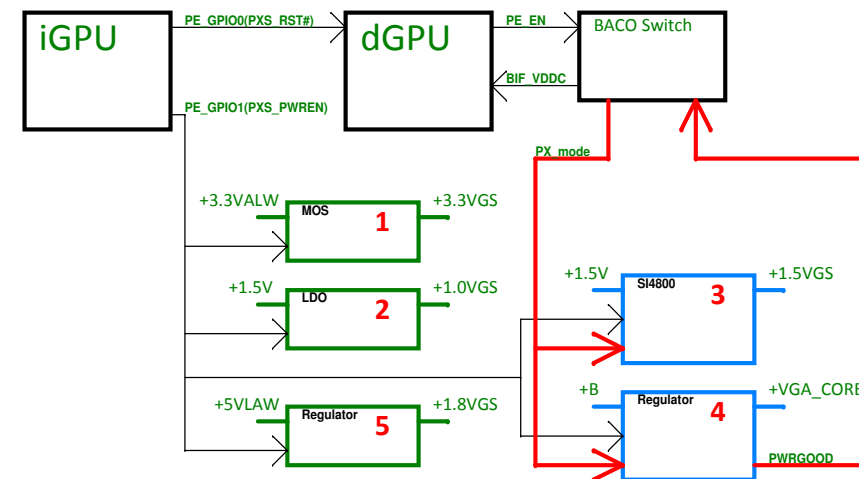 iGPU
PE_GPIO0(PXS_RST#)
dGPU
PE_EN
BACO Switch
BIF_VDDC
PE_GPIO1(PXS_PWREN)
PX_mode
+3.3VALW
MOS
1
+3.3VGS
+1.5V
LDO
2
+1.0VGS
+1.5V
SI4800
3
+1.5VGS
+5VLAW
Regulator
5
+1.8VGS
+B
Regulator
4
+VGA_CORE
PWRGOOD